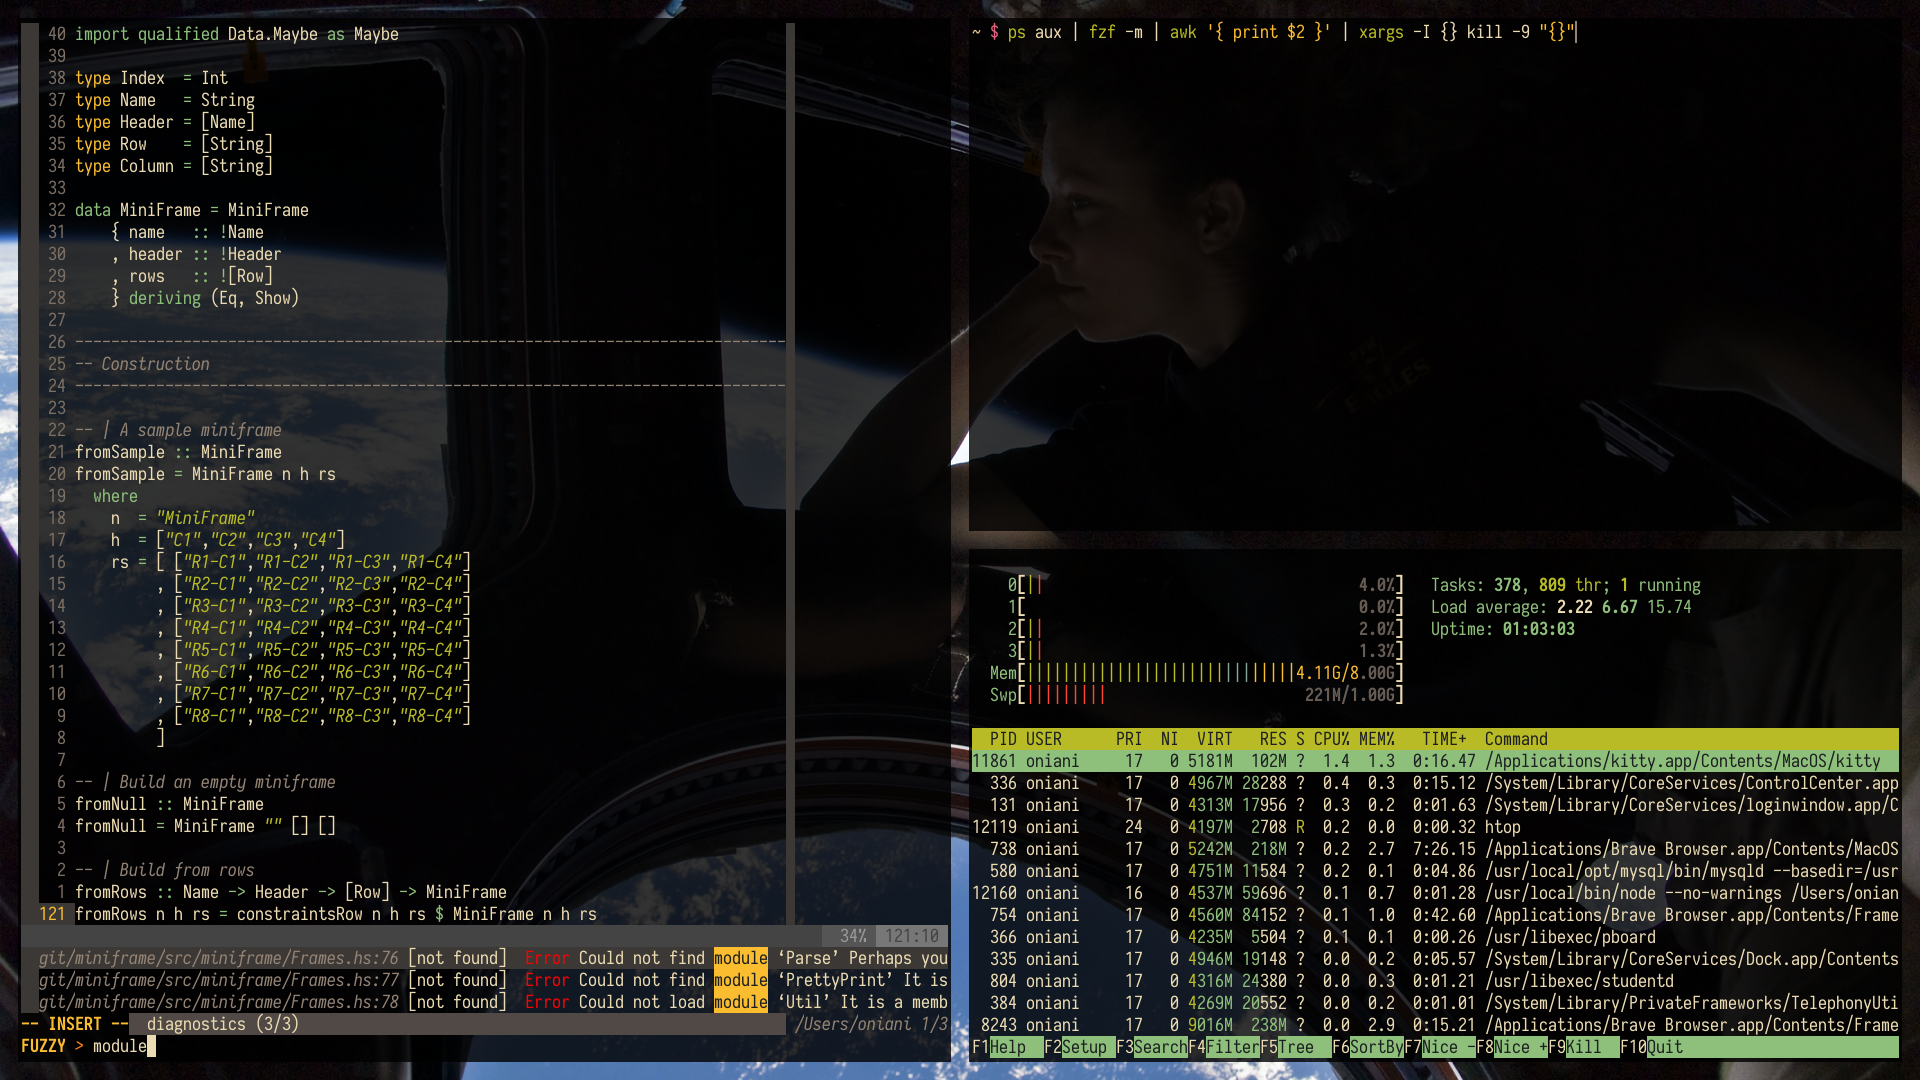 40 import qualified Data.Maybe as Maybe
39
38 type Index  = Int
37 type Name   = String
36 type Header = [Name]
35 type Row    = [String]
34 type Column = [String]
33
32 data MiniFrame = MiniFrame
31     { name   :: !Name
30     , header :: !Header
29     , rows   :: ![Row]
28     } deriving (Eq, Show)
27
26 -------------------------------------------------------------------------------
25 -- Construction
24 -------------------------------------------------------------------------------
23
22 -- | A sample miniframe
21 fromSample :: MiniFrame
20 fromSample = MiniFrame n h rs
19   where
18     n  = "MiniFrame"
17     h  = ["C1","C2","C3","C4"]
16     rs = [ ["R1-C1","R1-C2","R1-C3","R1-C4"]
15          , ["R2-C1","R2-C2","R2-C3","R2-C4"]
14          , ["R3-C1","R3-C2","R3-C3","R3-C4"]
13          , ["R4-C1","R4-C2","R4-C3","R4-C4"]
12          , ["R5-C1","R5-C2","R5-C3","R5-C4"]
11          , ["R6-C1","R6-C2","R6-C3","R6-C4"]
10          , ["R7-C1","R7-C2","R7-C3","R7-C4"]
9          , ["R8-C1","R8-C2","R8-C3","R8-C4"]
8          ]
7
6 -- | Build an empty miniframe
5 fromNull :: MiniFrame
4 fromNull = MiniFrame "" [] []
3
2 -- | Build from rows
1 fromRows :: Name -> Header -> [Row] -> MiniFrame
121 fromRows n h rs = constraintsRow n h rs $ MiniFrame n h rs
34% 121:10
git/miniframe/src/miniframe/Frames.hs:76 [not found]  Error Could not find module ‘Parse’ Perhaps you
git/miniframe/src/miniframe/Frames.hs:77 [not found]  Error Could not find module ‘PrettyPrint’ It is
git/miniframe/src/miniframe/Frames.hs:78 [not found]  Error Could not load module ‘Util’ It is a memb
-- INSERT --  diagnostics (3/3) /Users/oniani 1/3
FUZZY > module
~ $ ps aux | fzf -m | awk '{ print $2 }' | xargs -I {} kill -9 "{}"
0[|| 4.0%] Tasks: 378, 809 thr; 1 running
1[ 0.0%] Load average: 2.22 6.67 15.74
2[|| 2.0%] Uptime: 01:03:03
3[|| 1.3%]
Mem[||||||||||||||||||||||||||||||4.11G/8.00G]
Swp[||||||||| 221M/1.00G]
PID USER PRI NI VIRT RES S CPU% MEM% TIME+ Command
11861 oniani 17 0 5181M 102M ? 1.4 1.3 0:16.47 /Applications/kitty.app/Contents/MacOS/kitty
336 oniani 17 0 4967M 28288 ? 0.4 0.3 0:15.12 /System/Library/CoreServices/ControlCenter.app
131 oniani 17 0 4313M 17956 ? 0.3 0.2 0:01.63 /System/Library/CoreServices/loginwindow.app/C
12119 oniani 24 0 4197M 2708 R 0.2 0.0 0:00.32 htop
738 oniani 17 0 5242M 218M ? 0.2 2.7 7:26.15 /Applications/Brave Browser.app/Contents/MacOS
580 oniani 17 0 4751M 11584 ? 0.2 0.1 0:04.86 /usr/local/opt/mysql/bin/mysqld --basedir=/usr
12160 oniani 16 0 4537M 59696 ? 0.1 0.7 0:01.28 /usr/local/bin/node --no-warnings /Users/onian
754 oniani 17 0 4560M 84152 ? 0.1 1.0 0:42.60 /Applications/Brave Browser.app/Contents/Frame
366 oniani 17 0 4235M 5504 ? 0.1 0.1 0:00.26 /usr/libexec/pboard
335 oniani 17 0 4946M 19148 ? 0.0 0.2 0:05.57 /System/Library/CoreServices/Dock.app/Contents
804 oniani 17 0 4316M 24380 ? 0.0 0.3 0:01.21 /usr/libexec/studentd
384 oniani 17 0 4269M 20552 ? 0.0 0.2 0:01.01 /System/Library/PrivateFrameworks/TelephonyUti
8243 oniani 17 0 9016M 238M ? 0.0 2.9 0:15.21 /Applications/Brave Browser.app/Contents/Frame
F1Help F2Setup F3SearchF4FilterF5Tree F6SortByF7Nice -F8Nice +F9Kill F10Quit